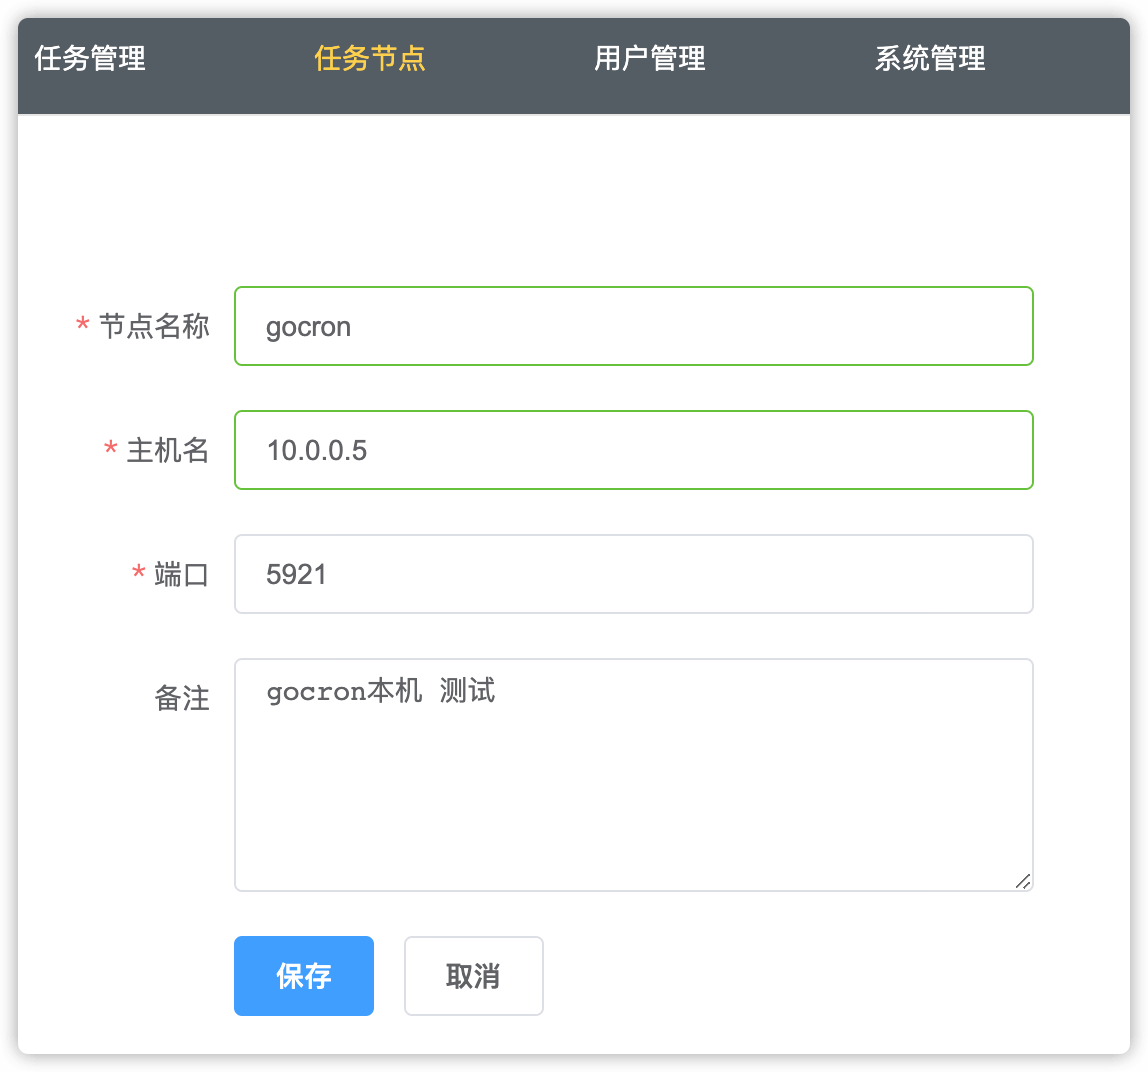 任务管理 任务节点 用户管理 系统管理
* 节点名称 gocron
* 主机名 10.0.0.5
* 端口 5921
备注 gocron本机 测试
保存 取消